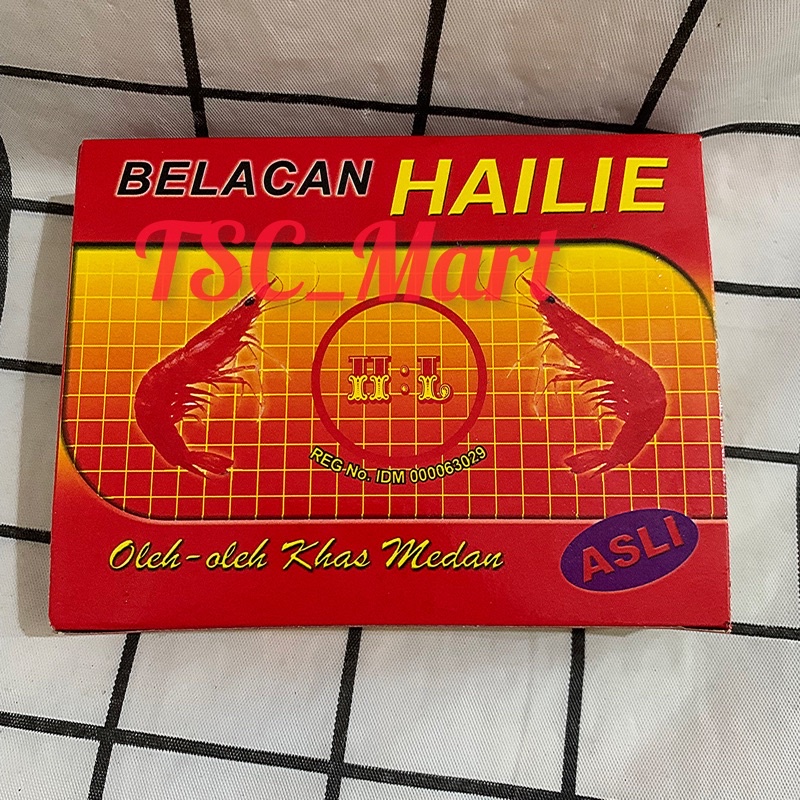 BELACAN HAILIE
TSC_Mart
H:L
REG.No. IDM 000063029
Oleh-oleh Khas Medan
ASLI